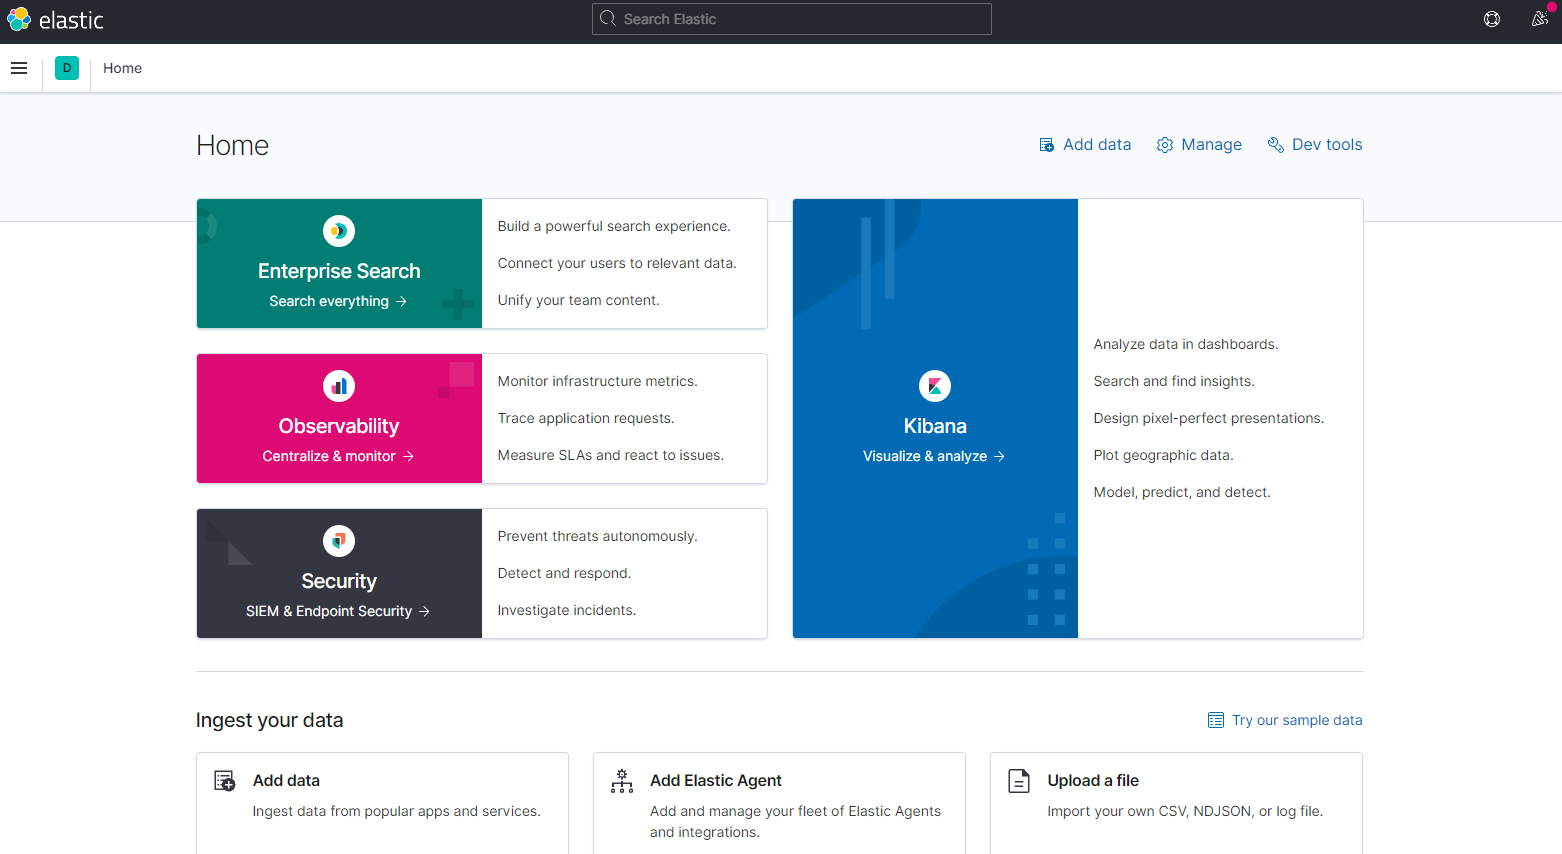 elastic
Search Elastic
D
Home
Home
Add data
Manage
Dev tools
Enterprise Search
Search everything →
Build a powerful search experience.
Connect your users to relevant data.
Unify your team content.
Observability
Centralize & monitor →
Monitor infrastructure metrics.
Trace application requests.
Measure SLAs and react to issues.
Security
SIEM & Endpoint Security →
Prevent threats autonomously.
Detect and respond.
Investigate incidents.
Kibana
Visualize & analyze →
Analyze data in dashboards.
Search and find insights.
Design pixel-perfect presentations.
Plot geographic data.
Model, predict, and detect.
Ingest your data
Try our sample data
Add data
Ingest data from popular apps and services.
Add Elastic Agent
Add and manage your fleet of Elastic Agents
and integrations.
Upload a file
Import your own CSV, NDJSON, or log file.